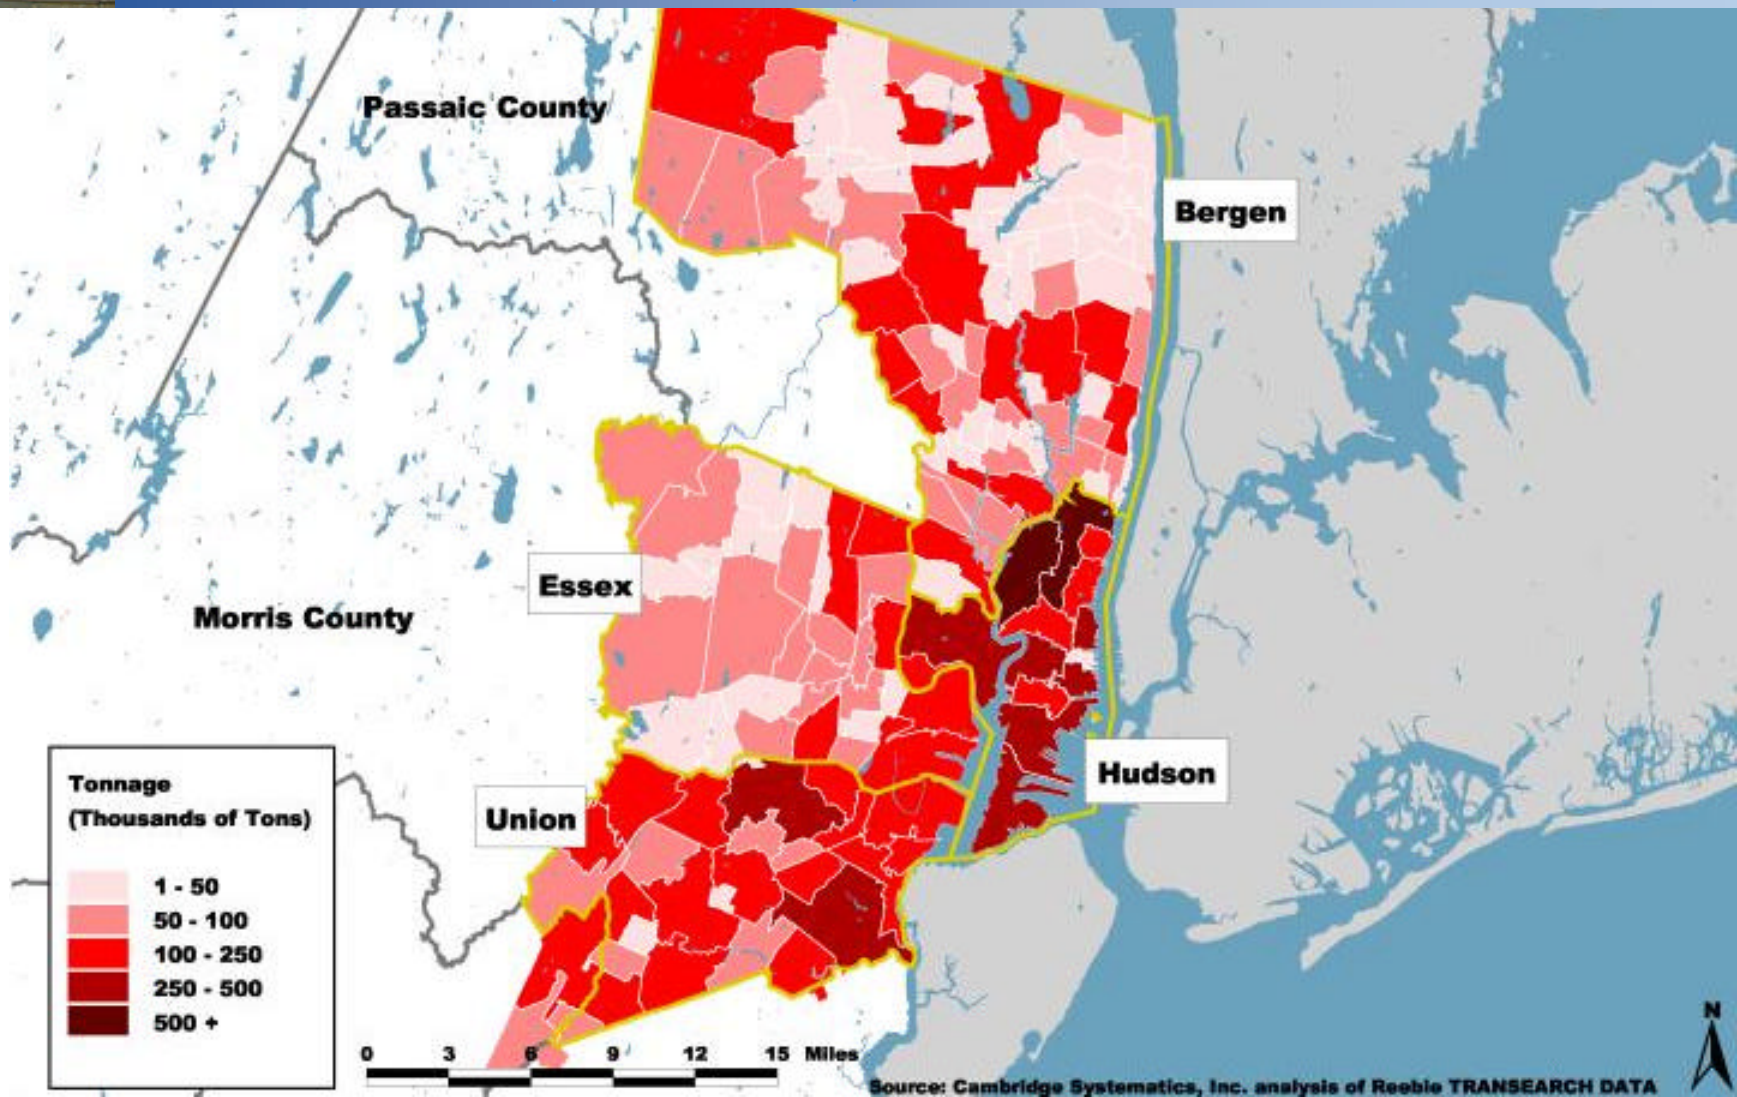 Passaic County
Bergen
Essex
Morris County
Hudson
Union
Tonnage
(Thousands of Tons)
1 - 50
50 - 100
100 - 250
250 - 500
500 +
0 3 6 9 12 15 Miles
N
Source: Cambridge Systematics, Inc. analysis of Reebie TRANSEARCH DATA